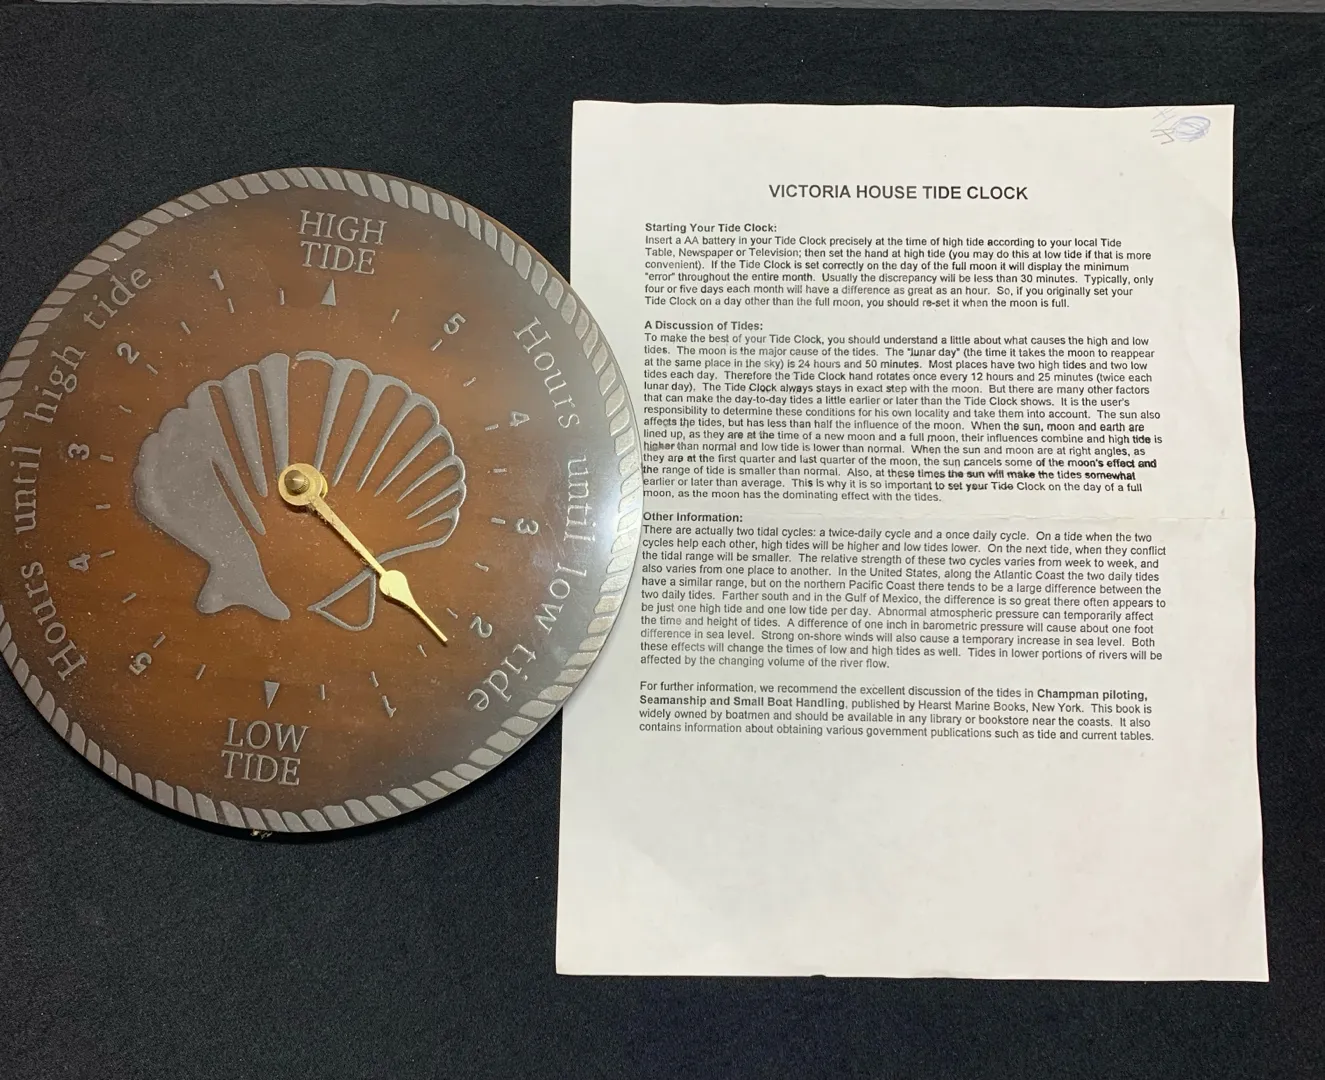 HIGH
TIDE
Hours until low tide
5
4
3
2
1
LOW
TIDE
Hours until high tide
5
4
3
2
1
VICTORIA HOUSE TIDE CLOCK
Starting Your Tide Clock:
Insert a AA battery in your Tide Clock precisely at the time of high tide according to your local Tide
Table, Newspaper or Television; then set the hand at high tide (you may do this at low tide if that is more
convenient). If the Tide Clock is set correctly on the day of the full moon it will display the minimum
"error" throughout the entire month. Usually the discrepancy will be less than 30 minutes. Typically, only
four or five days each month will have a difference as great as an hour. So, if you originally set your
Tide Clock on a day other than the full moon, you should re-set it when the moon is full.
A Discussion of Tides:
To make the best of your Tide Clock, you should understand a little about what causes the high and low
tides. The moon is the major cause of the tides. The "lunar day" (the time it takes the moon to reappear
at the same place in the sky) is 24 hours and 50 minutes. Most places have two high tides and two low
tides each day. Therefore the Tide Clock hand rotates once every 12 hours and 25 minutes (twice each
lunar day). The Tide Clock always stays in exact step with the moon. But there are many other factors
that can make the day-to-day tides a little earlier or later than the Tide Clock shows. It is the user's
responsibility to determine these conditions for his own locality and take them into account. The sun also
affects the tides, but has less than half the influence of the moon. When the sun, moon and earth are
lined up, as they are at the time of a new moon and a full moon, their influences combine and high tide is
higher than normal and low tide is lower than normal. When the sun and moon are at right angles, as
they are at the first quarter and last quarter of the moon, the sun cancels some of the moon's effect and
the range of tide is smaller than normal. Also, at these times the sun will make the tides somewhat
earlier or later than average. This is why it is so important to set your Tide Clock on the day of a full
moon, as the moon has the dominating effect with the tides.
Other Information:
There are actually two tidal cycles: a twice-daily cycle and a once daily cycle. On a tide when the two
cycles help each other, high tides will be higher and low tides lower. On the next tide, when they conflict
the tidal range will be smaller. The relative strength of these two cycles varies from week to week, and
also varies from one place to another. In the United States, along the Atlantic Coast the two daily tides
have a similar range, but on the northern Pacific Coast there tends to be a large difference between the
two daily tides. Farther south and in the Gulf of Mexico, the difference is so great there often appears to
be just one high tide and one low tide per day. Abnormal atmospheric pressure can temporarily affect
the time and height of tides. A difference of one inch in barometric pressure will cause about one foot
difference in sea level. Strong on-shore winds will also cause a temporary increase in sea level. Both
these effects will change the times of low and high tides as well. Tides in lower portions of rivers will be
affected by the changing volume of the river flow.
For further information, we recommend the excellent discussion of the tides in Champman piloting,
Seamanship and Small Boat Handling, published by Hearst Marine Books, New York. This book is
widely owned by boatmen and should be available in any library or bookstore near the coasts. It also
contains information about obtaining various government publications such as tide and current tables.